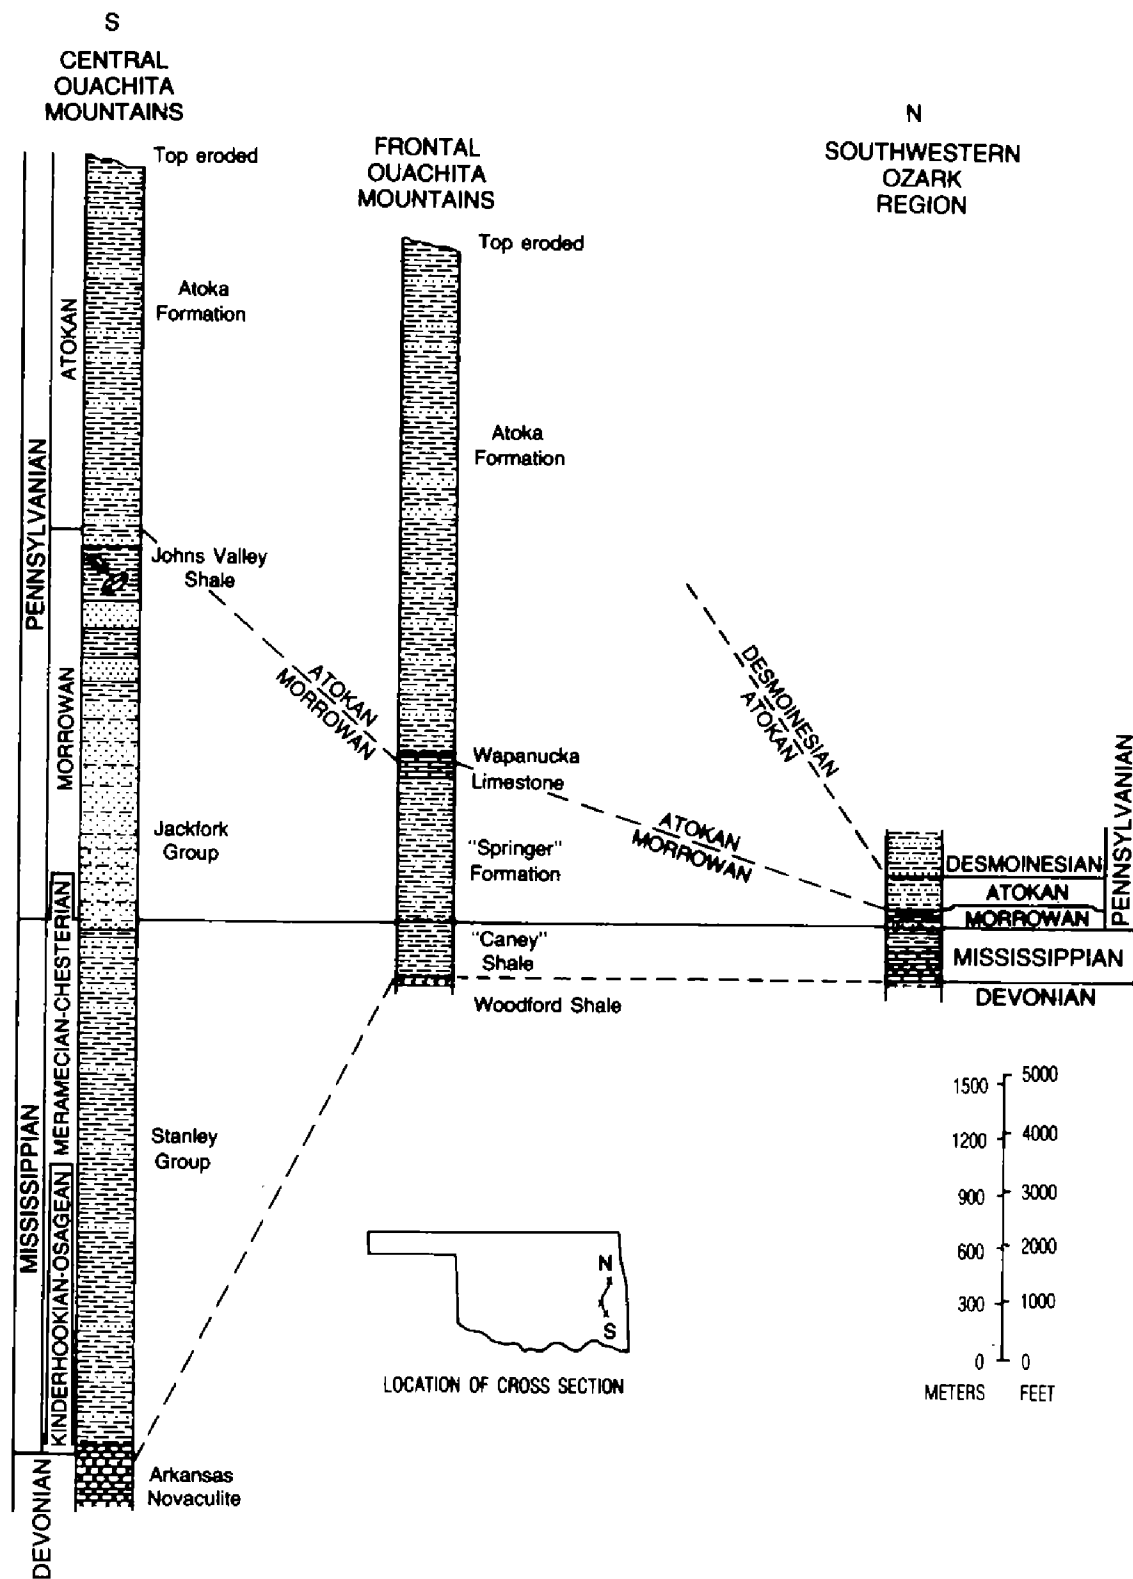 S
CENTRAL
OUACHITA
MOUNTAINS
Top eroded
Atoka
Formation
Johns Valley
Shale
Jackfork
Group
Stanley
Group
Arkansas
Novaculite
PENNSYLVANIAN
ATOKAN
MORROWAN
MISSISSIPPIAN
MERAMECIAN-CHESTERIAN
KINDERHOOKIAN-OSAGEAN
DEVONIAN
FRONTAL
OUACHITA
MOUNTAINS
Top eroded
Atoka
Formation
ATOKAN
MORROWAN
Wapanucka
Limestone
"Springer"
Formation
"Caney"
Shale
Woodford Shale
ATOKAN
MORROWAN
DESMOINESIAN
ATOKAN
N
SOUTHWESTERN
OZARK
REGION
DESMOINESIAN
ATOKAN
MORROWAN
PENNSYLVANIAN
MISSISSIPPIAN
DEVONIAN
N
S
LOCATION OF CROSS SECTION
1500 5000
1200 4000
900 3000
600 2000
300 1000
0 0
METERS FEET